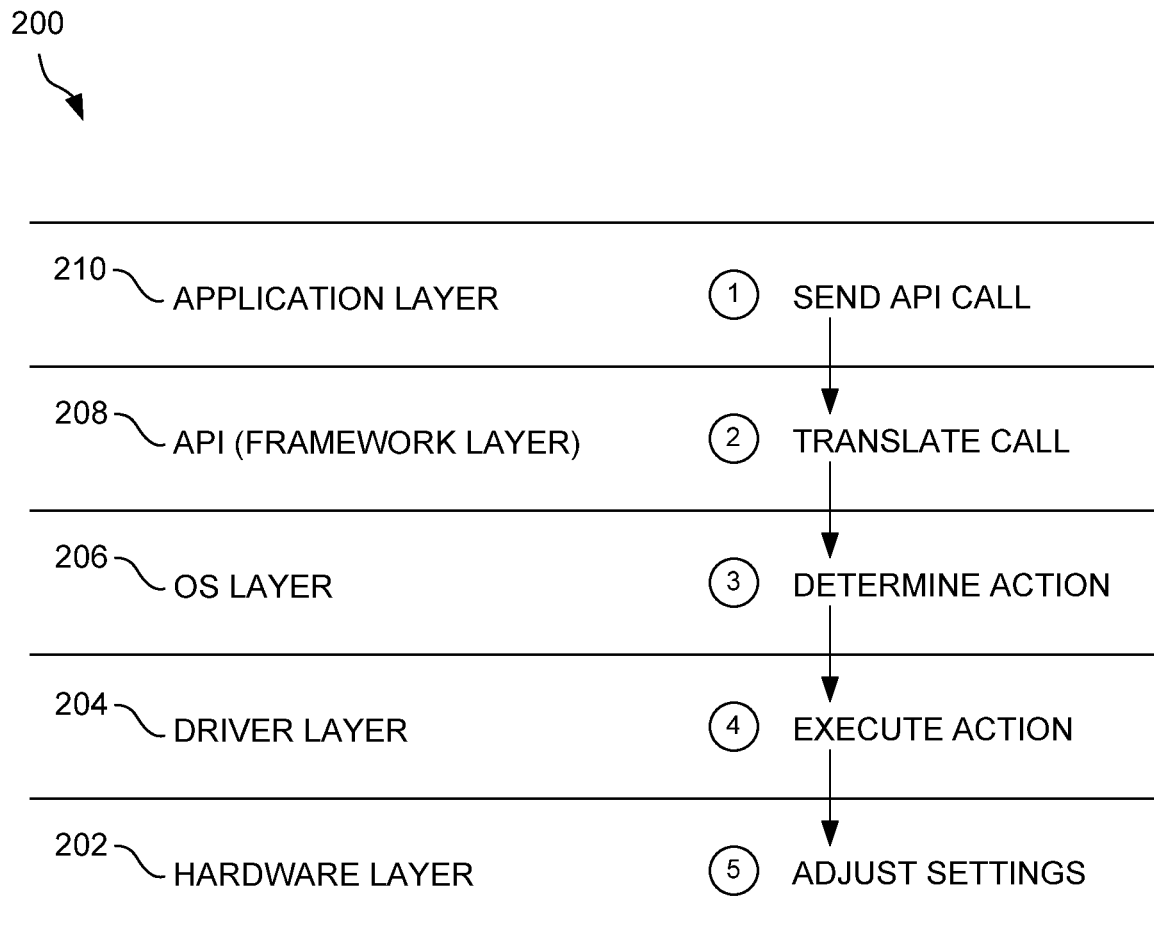 200
210
APPLICATION LAYER
1
SEND API CALL
208
API (FRAMEWORK LAYER)
2
TRANSLATE CALL
206
OS LAYER
3
DETERMINE ACTION
204
DRIVER LAYER
4
EXECUTE ACTION
202
HARDWARE LAYER
5
ADJUST SETTINGS